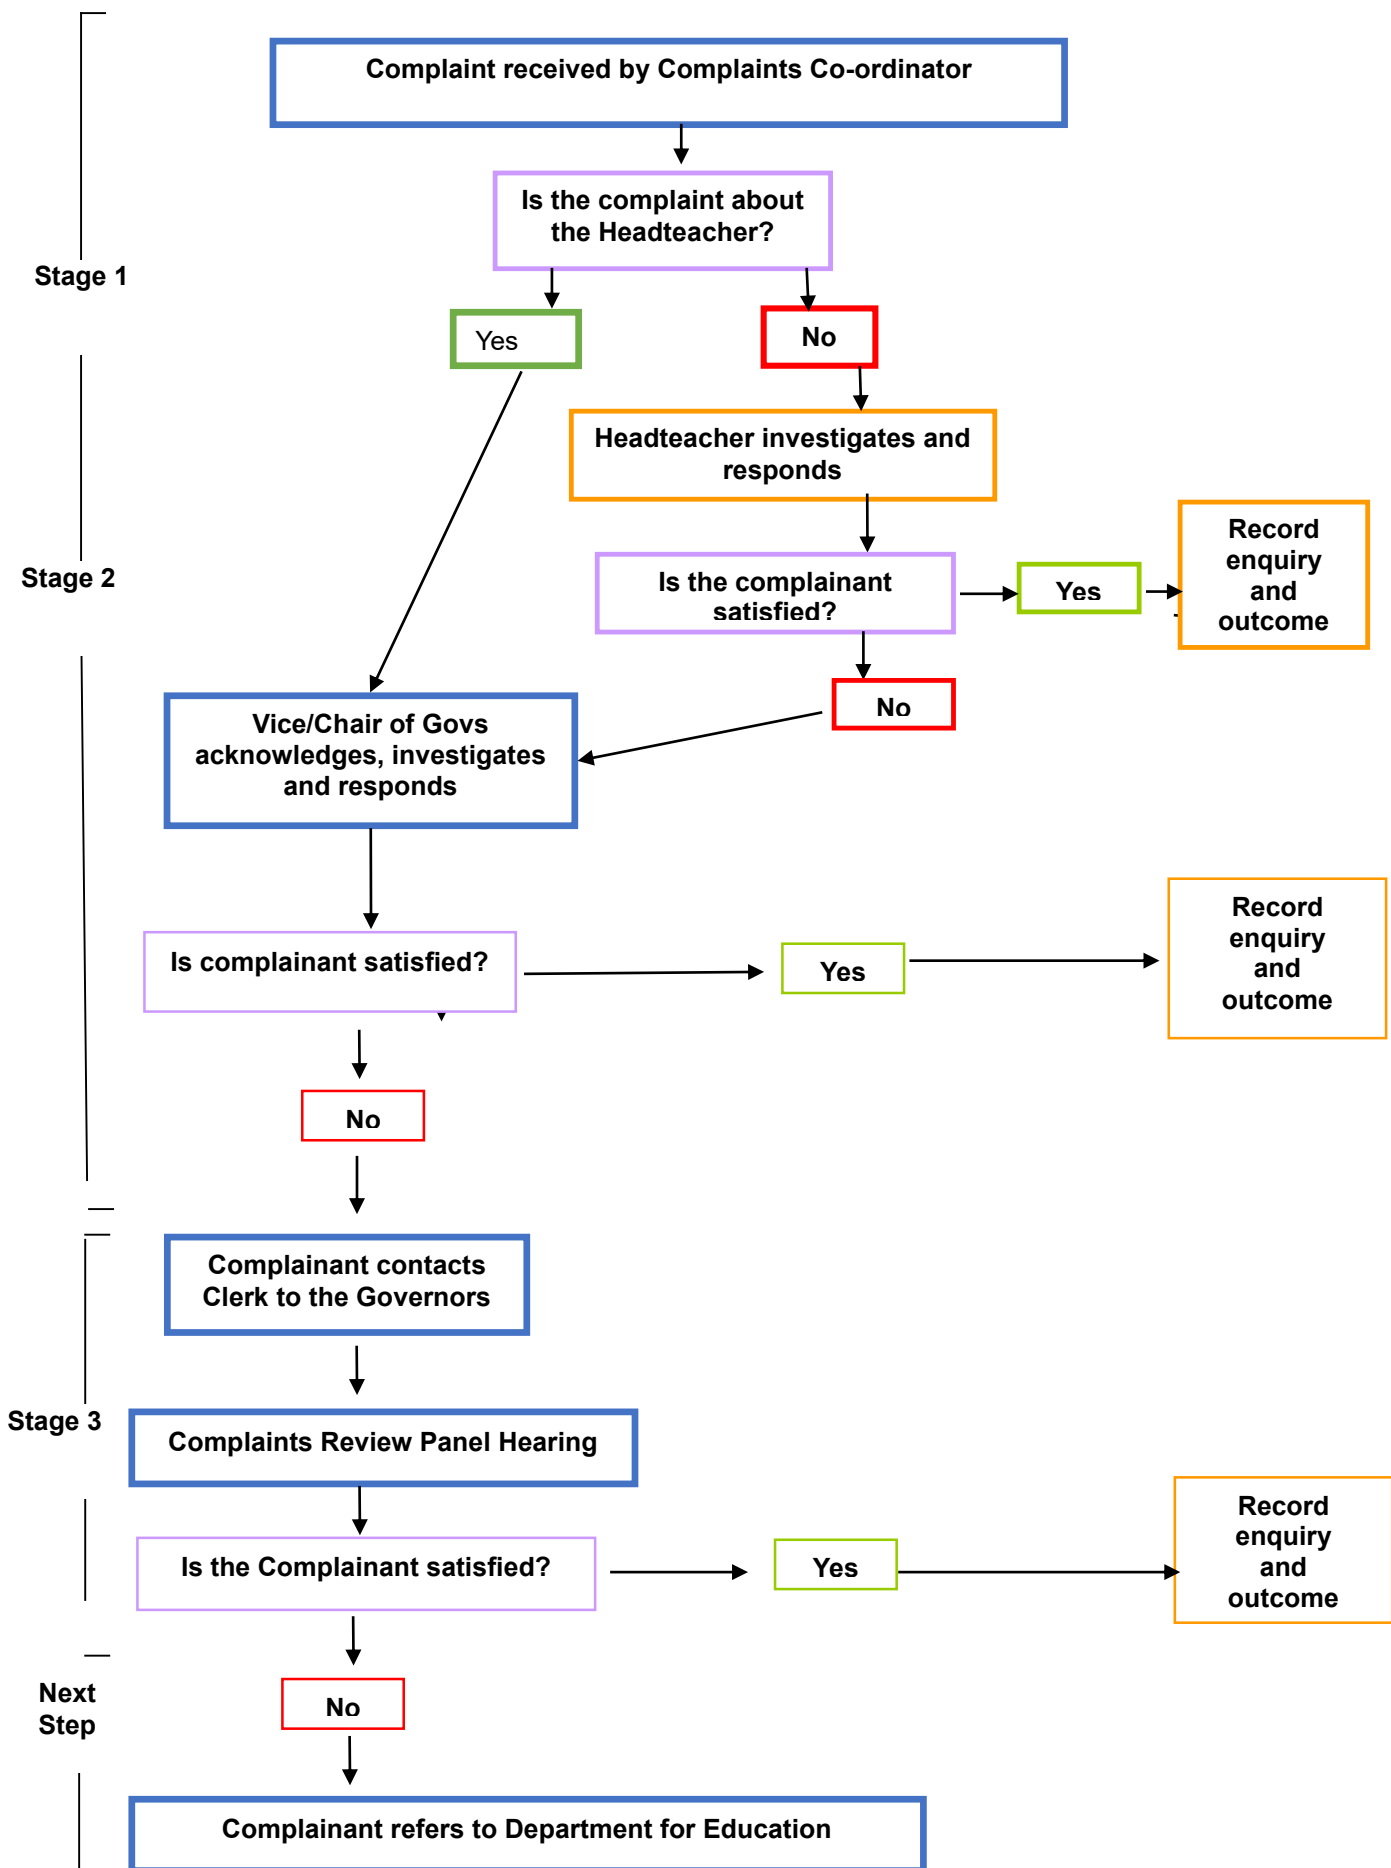 Complaint received by Complaints Co-ordinator
Is the complaint about
the Headteacher?
Stage 1
Yes
No
Headteacher investigates and
responds
Record
enquiry
and
outcome
Stage 2
Is the complainant
satisfied?
Yes
No
Vice/Chair of Govs
acknowledges, investigates
and responds
Record
enquiry
and
outcome
Is complainant satisfied?
Yes
No
Complainant contacts
Clerk to the Governors
Stage 3
Complaints Review Panel Hearing
Record
enquiry
and
outcome
Is the Complainant satisfied?
Yes
Next
Step
No
Complainant refers to Department for Education